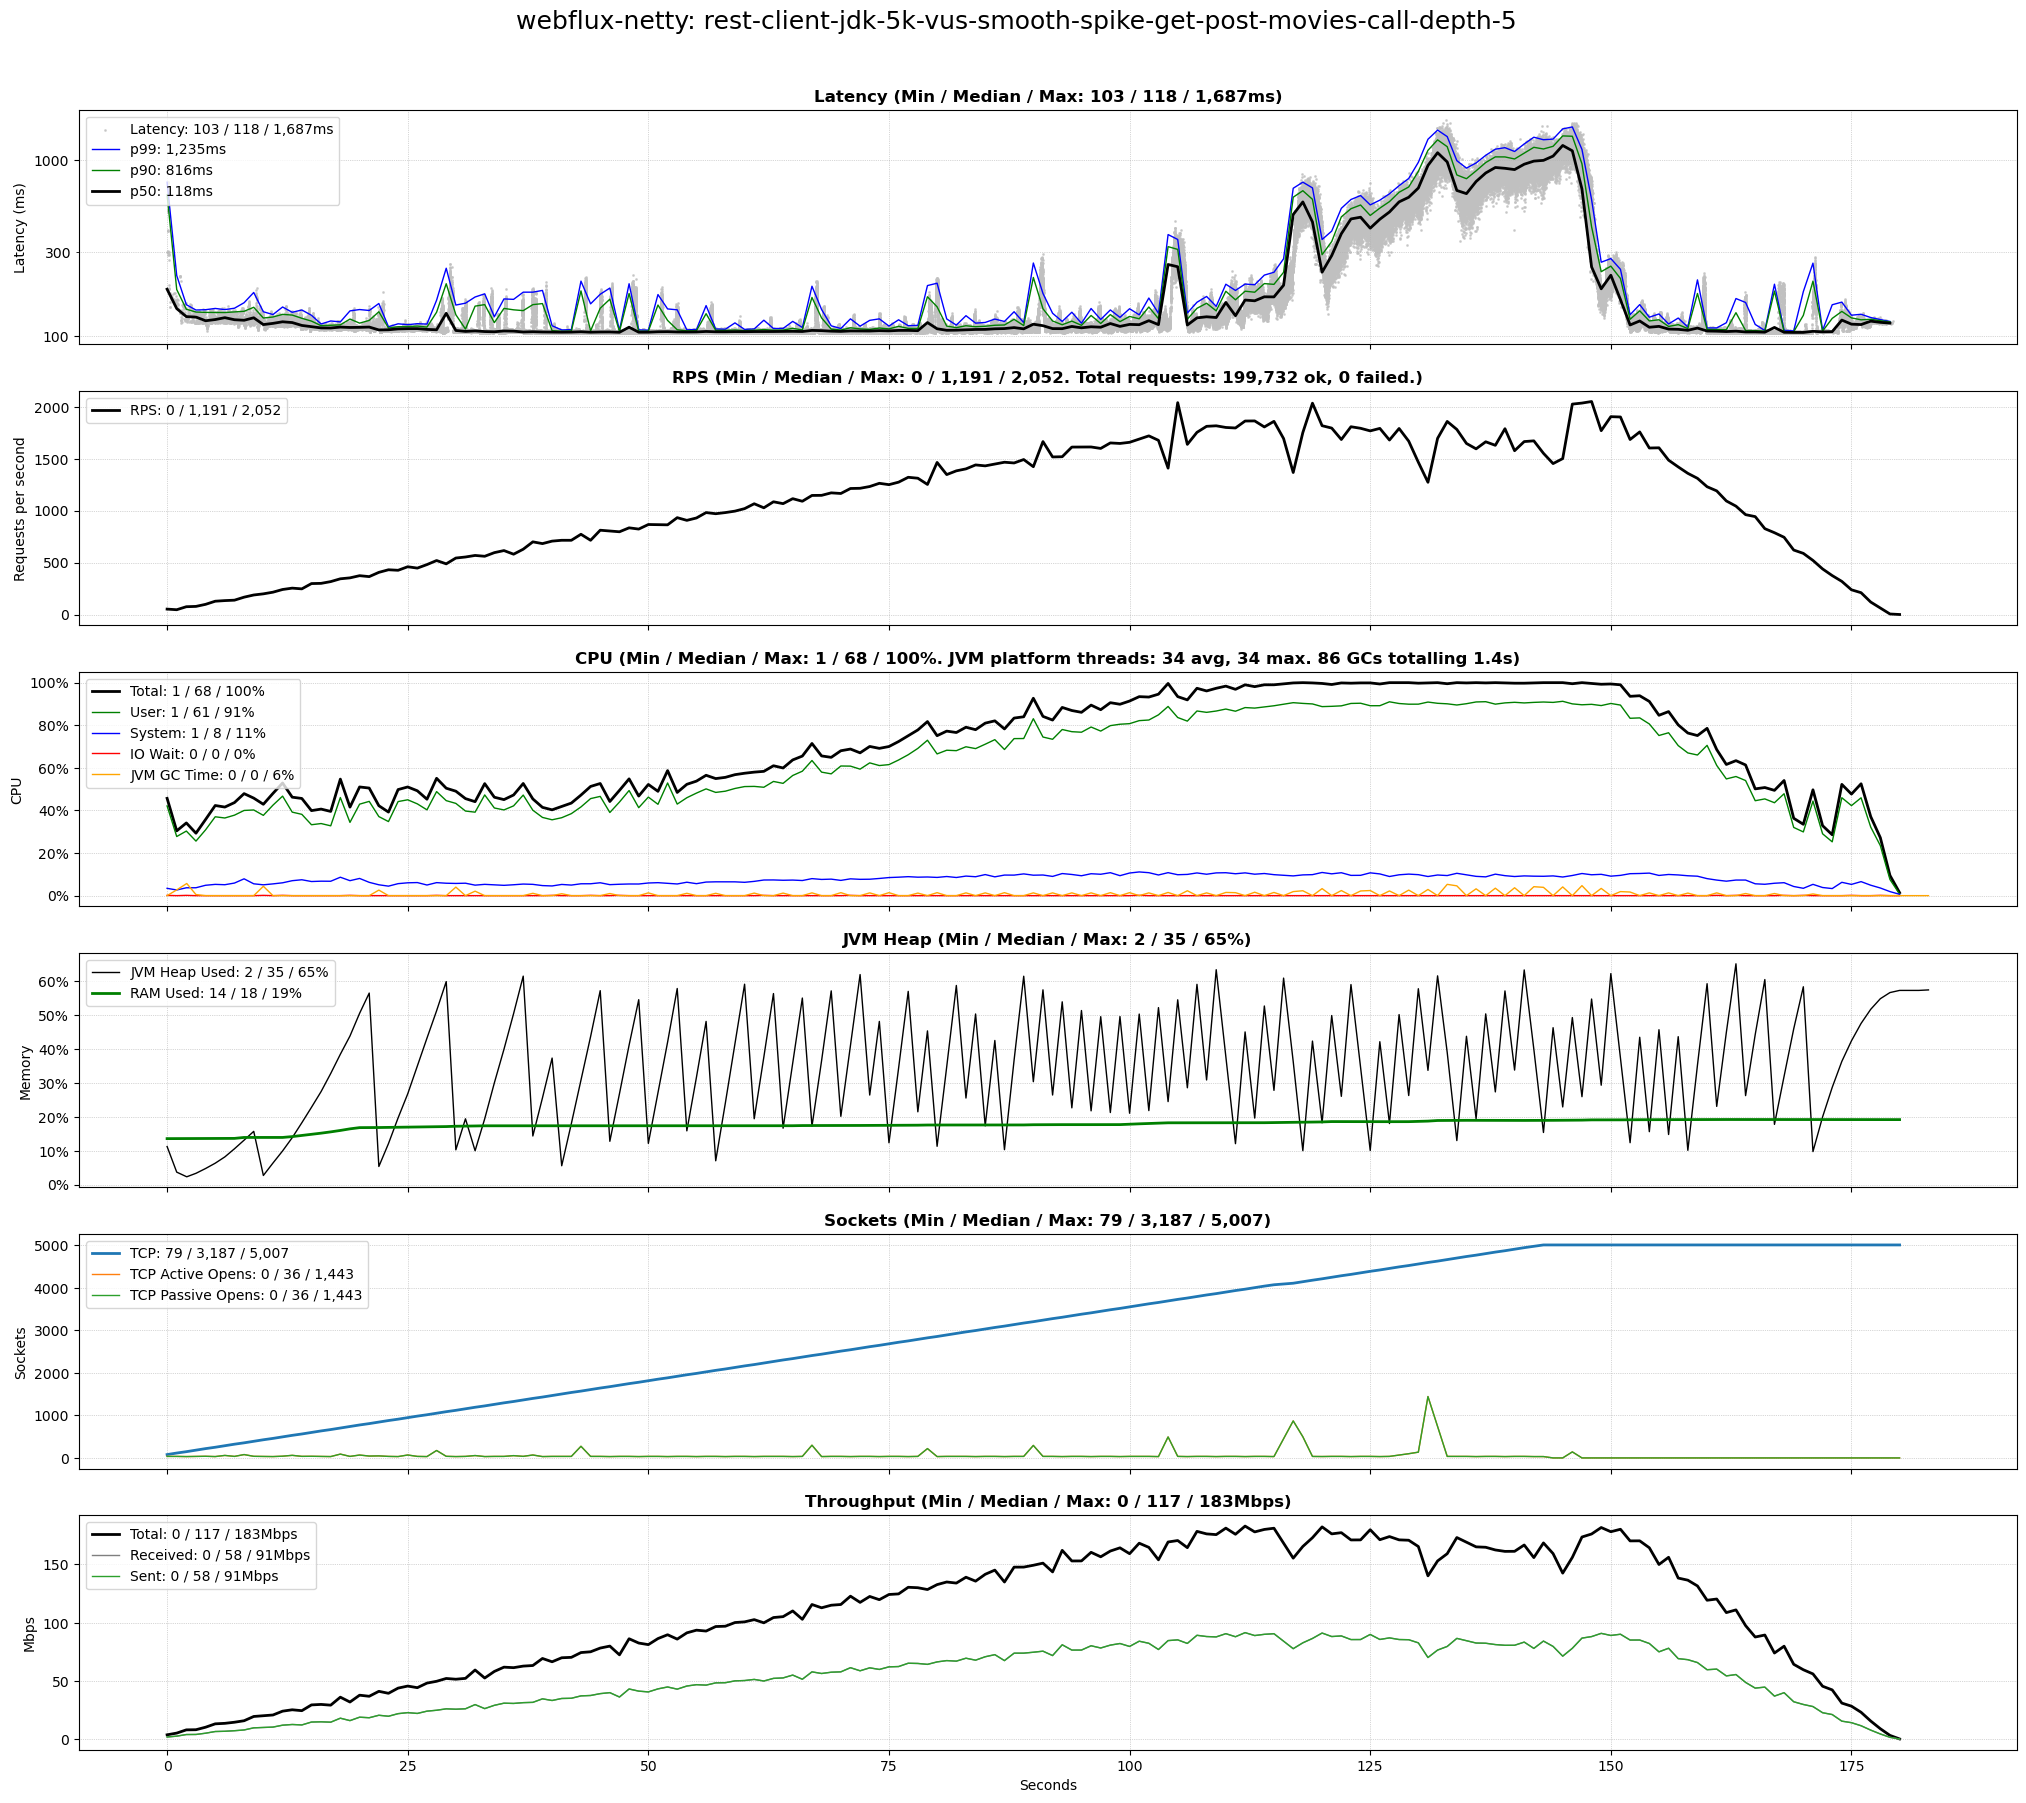 webflux-netty: rest-client-jdk-5k-vus-smooth-spike-get-post-movies-call-depth-5
Latency (Min / Median / Max: 103 / 118 / 1,687ms)
Latency (ms)
1000
300
100
Latency: 103 / 118 / 1,687ms
p99: 1,235ms
p90: 816ms
p50: 118ms
RPS (Min / Median / Max: 0 / 1,191 / 2,052. Total requests: 199,732 ok, 0 failed.)
Requests per second
2000
1500
1000
500
0
RPS: 0 / 1,191 / 2,052
CPU (Min / Median / Max: 1 / 68 / 100%. JVM platform threads: 34 avg, 34 max. 86 GCs totalling 1.4s)
CPU
100%
80%
60%
40%
20%
0%
Total: 1 / 68 / 100%
User: 1 / 61 / 91%
System: 1 / 8 / 11%
IO Wait: 0 / 0 / 0%
JVM GC Time: 0 / 0 / 6%
JVM Heap (Min / Median / Max: 2 / 35 / 65%)
Memory
60%
50%
40%
30%
20%
10%
0%
JVM Heap Used: 2 / 35 / 65%
RAM Used: 14 / 18 / 19%
Sockets (Min / Median / Max: 79 / 3,187 / 5,007)
Sockets
5000
4000
3000
2000
1000
0
TCP: 79 / 3,187 / 5,007
TCP Active Opens: 0 / 36 / 1,443
TCP Passive Opens: 0 / 36 / 1,443
Throughput (Min / Median / Max: 0 / 117 / 183Mbps)
Mbps
150
100
50
0
Total: 0 / 117 / 183Mbps
Received: 0 / 58 / 91Mbps
Sent: 0 / 58 / 91Mbps
0 25 50 75 100 125 150 175
Seconds